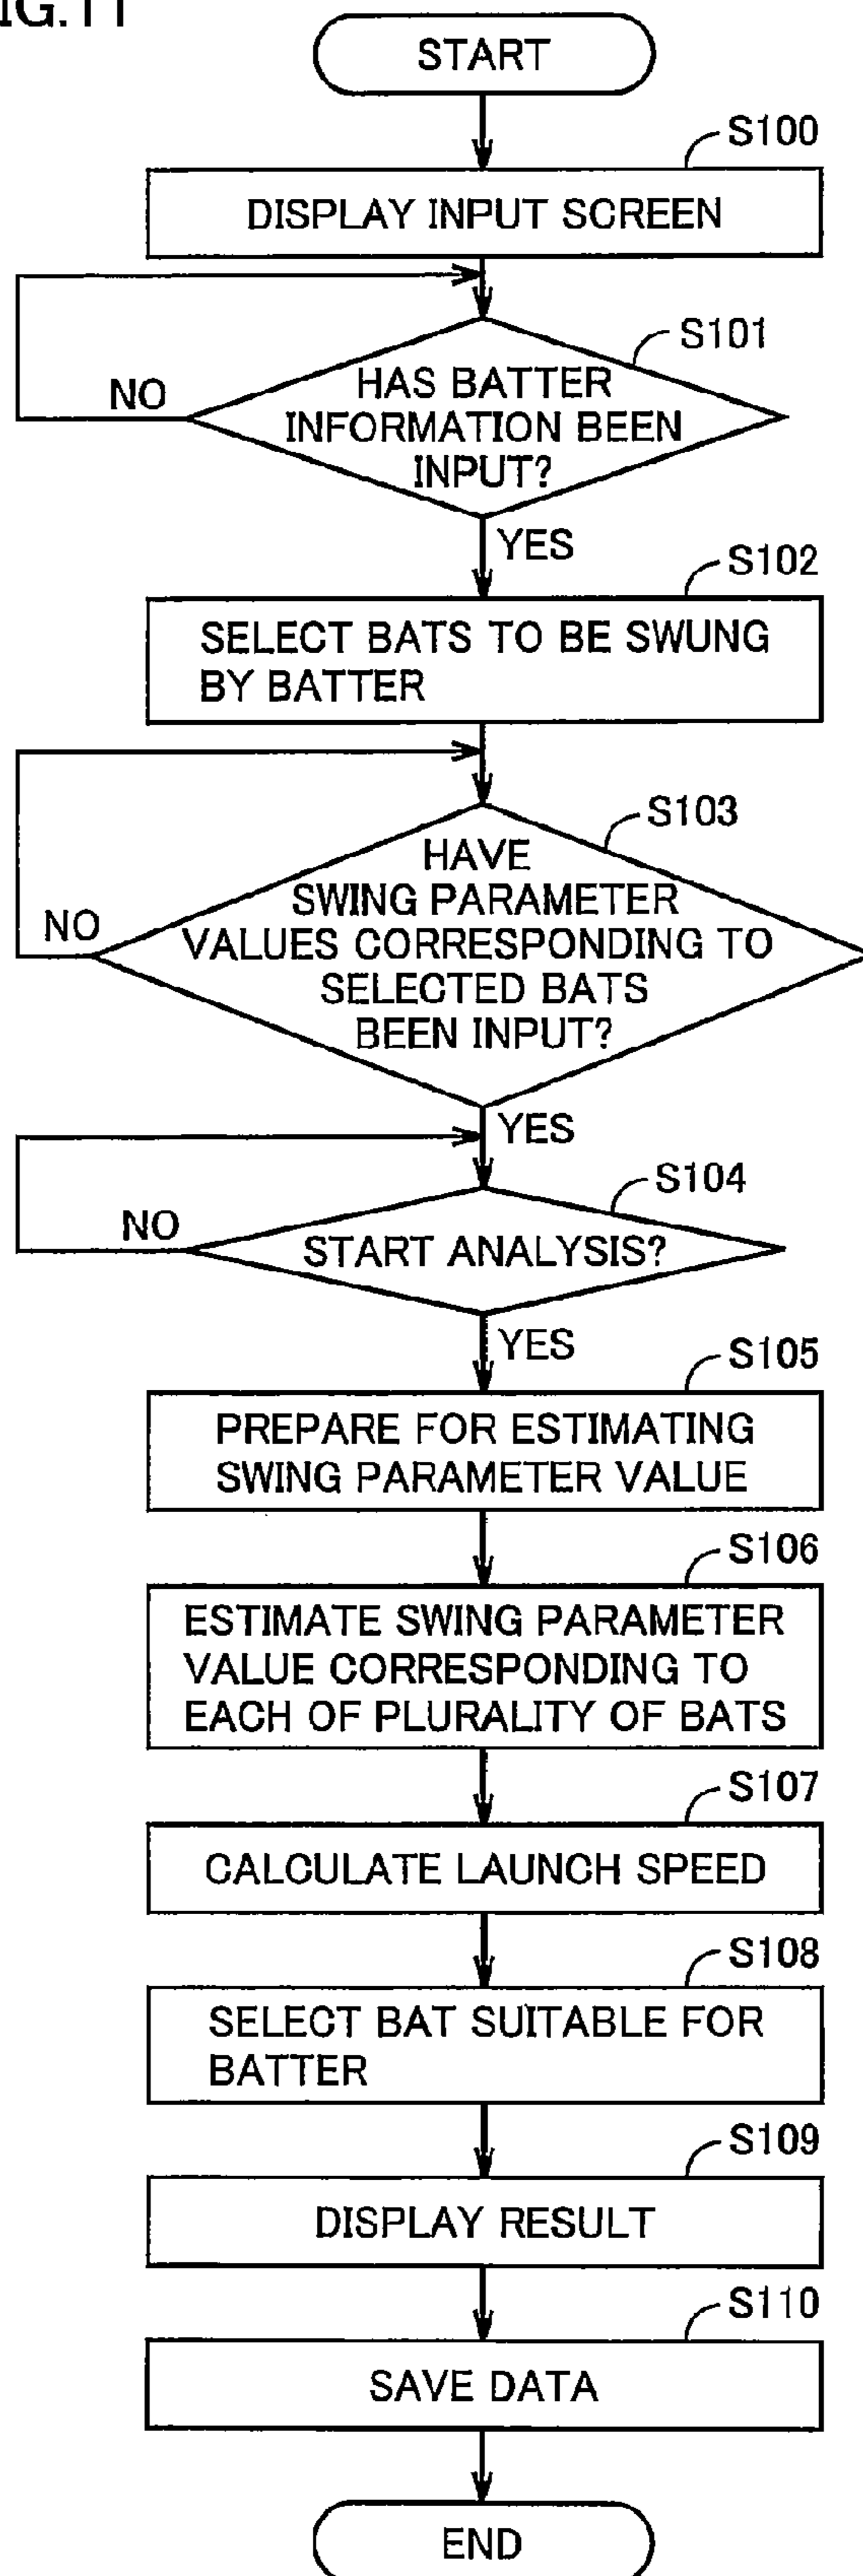 FIG.11
START
S100
DISPLAY INPUT SCREEN
S101
HAS BATTER
INFORMATION BEEN
INPUT?
NO
YES
S102
SELECT BATS TO BE SWUNG
BY BATTER
S103
HAVE
SWING PARAMETER
VALUES CORRESPONDING TO
SELECTED BATS
BEEN INPUT?
NO
YES
S104
START ANALYSIS?
NO
YES
S105
PREPARE FOR ESTIMATING
SWING PARAMETER VALUE
S106
ESTIMATE SWING PARAMETER
VALUE CORRESPONDING TO
EACH OF PLURALITY OF BATS
S107
CALCULATE LAUNCH SPEED
S108
SELECT BAT SUITABLE FOR
BATTER
S109
DISPLAY RESULT
S110
SAVE DATA
END